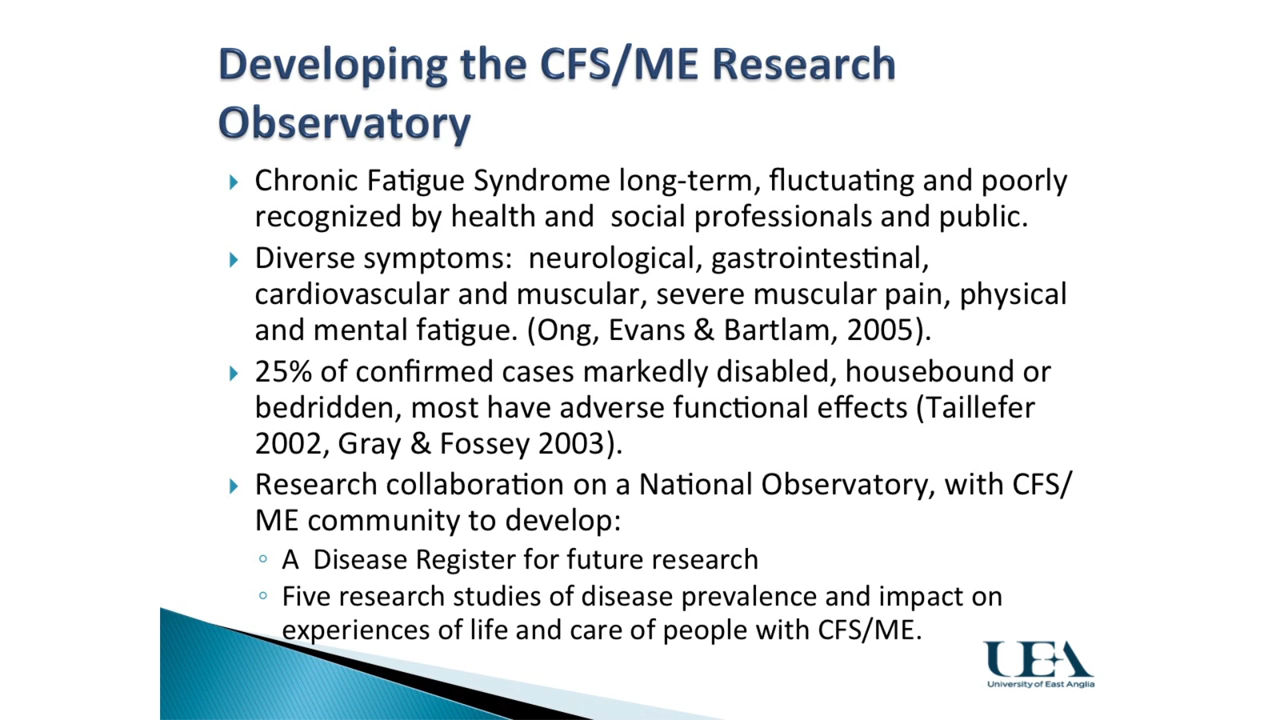 Developing the CFS/ME Research
Observatory
Chronic Fatigue Syndrome long-term, fluctuating and poorly
recognized by health and  social professionals and public.
Diverse symptoms:  neurological, gastrointestinal,
cardiovascular and muscular, severe muscular pain, physical
and mental fatigue. (Ong, Evans & Bartlam, 2005).
25% of confirmed cases markedly disabled, housebound or
bedridden, most have adverse functional effects (Taillefer
2002, Gray & Fossey 2003).
Research collaboration on a National Observatory, with CFS/
ME community to develop:
A  Disease Register for future research
Five research studies of disease prevalence and impact on
experiences of life and care of people with CFS/ME.
UEA
University of East Anglia